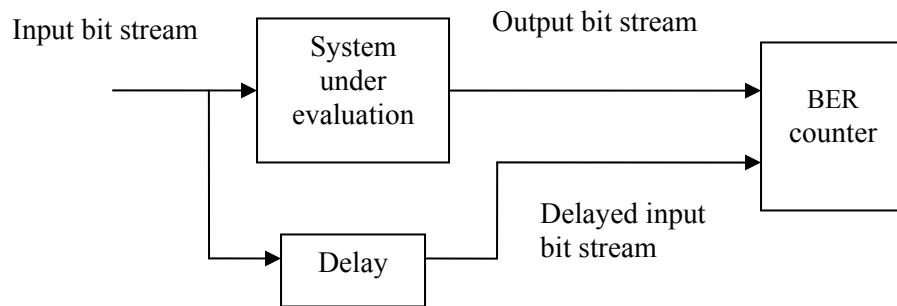 Input bit stream
System
under
evaluation
Output bit stream
BER
counter
Delay
Delayed input
bit stream